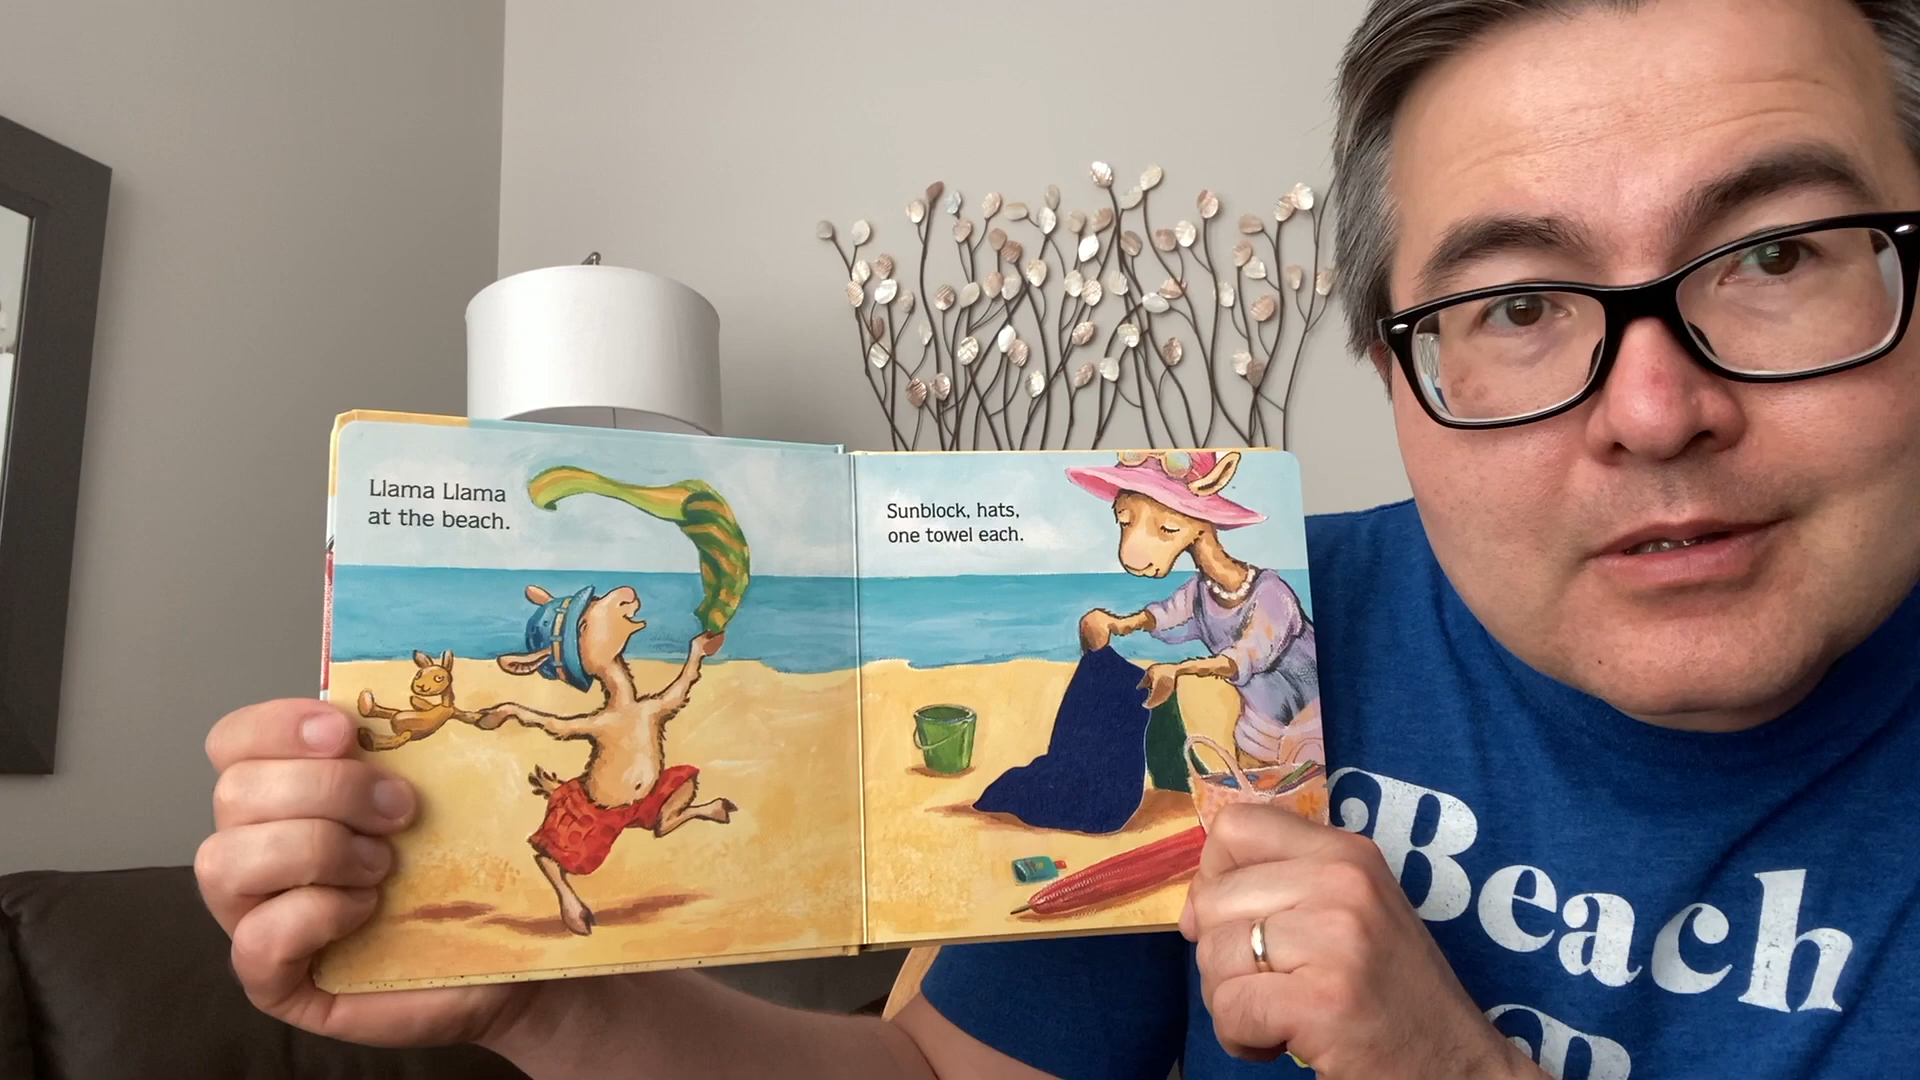 Llama Llama
at the beach.
Sunblock, hats,
one towel each.
Beach